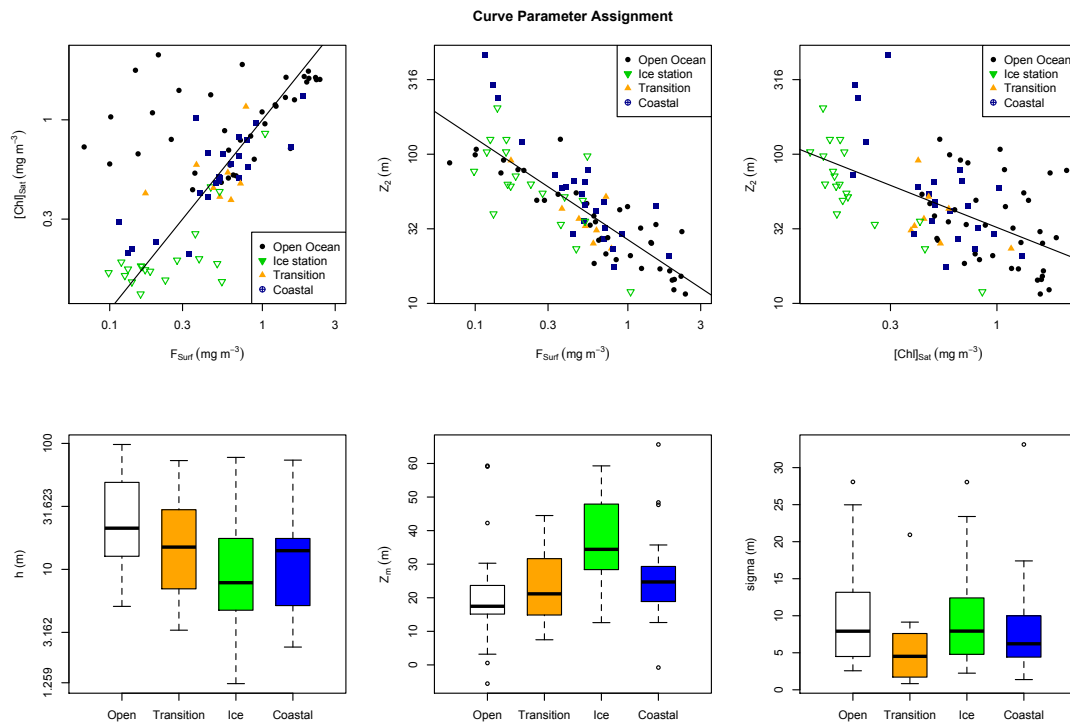 Curve Parameter Assignment
[Chl]Sat (mg m−3)
1
0.3
0.1 0.3 1 3
FSurf (mg m−3)
Open Ocean
Ice station
Transition
Coastal
Z2 (m)
316
100
32
10
0.1 0.3 1 3
FSurf (mg m−3)
Open Ocean
Ice station
Transition
Coastal
Z2 (m)
316
100
32
10
0.3 1
[Chl]Sat (mg m−3)
Open Ocean
Ice station
Transition
Coastal
h (m)
100
31.623
10
3.162
1.259
Open Transition Ice Coastal
Zm (m)
60
50
40
30
20
10
0
Open Transition Ice Coastal
sigma (m)
30
25
20
15
10
5
0
Open Transition Ice Coastal